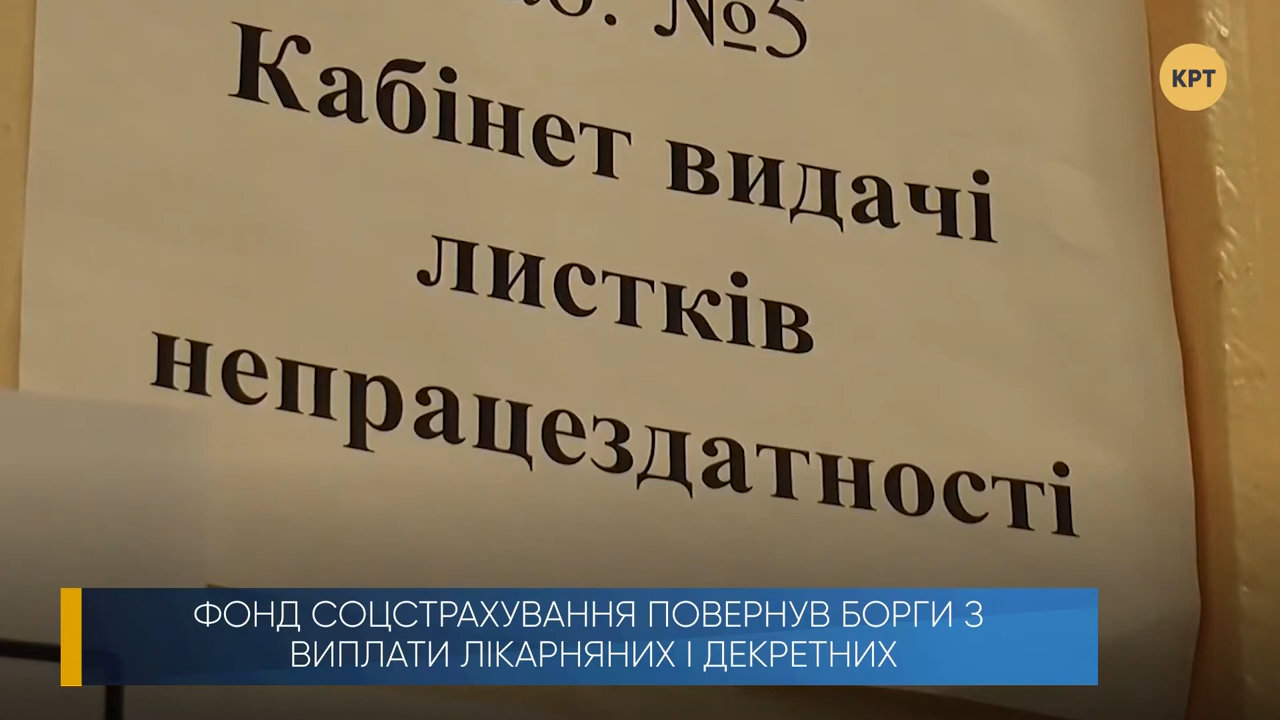 №5
Кабінет видачі
листків
непрацездатності
КРТ
ФОНД СОЦСТРАХУВАННЯ ПОВЕРНУВ БОРГИ З
ВИПЛАТИ ЛІКАРНЯНИХ І ДЕКРЕТНИХ